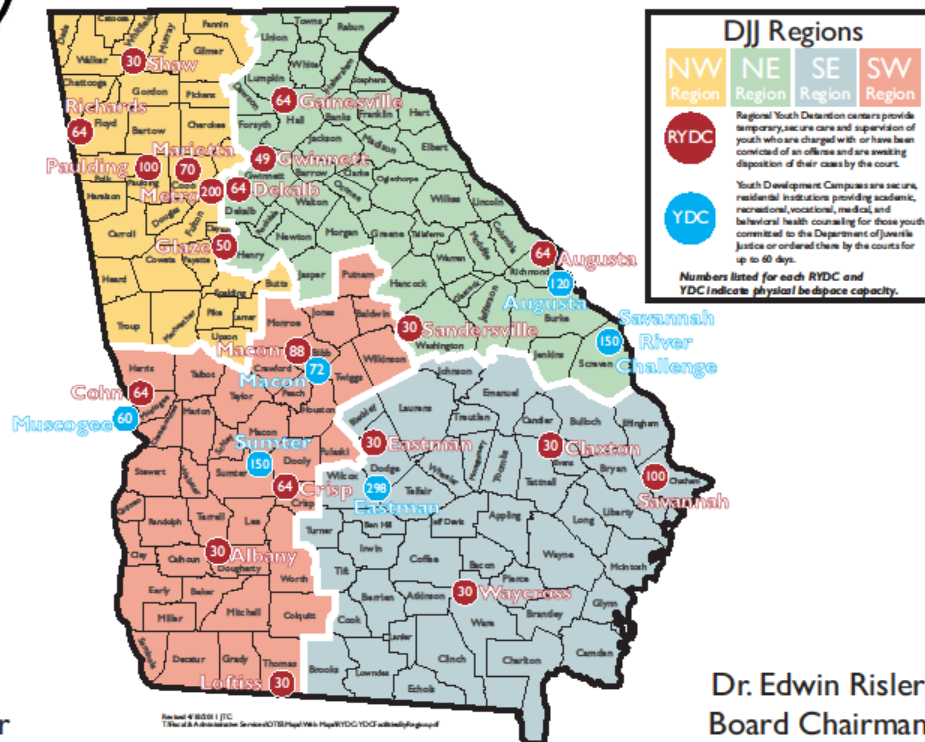 DJJ Regions
NW
Region
NE
Region
SE
Region
SW
Region
RYDC
Regional Youth Detention centers provide
temporary, secure care and supervision of
youth who are charged with or have been
convicted of an offense and are awaiting
disposition of their cases by the court.
YDC
Youth Development Campuses are secure,
residential institutions providing academic,
recreational, vocational, medical, and
behavioral health counseling for those youth
committed to the Department of Juvenile
Justice or ordered there by the courts for
up to 60 days.
Numbers listed for each RYDC and
YDC indicate physical bedspace capacity.
Dade
Catoosa
Whitfield
Murray
Fannin
Gilmer
Walker
30 Shaw
Chattooga
Gordon
Pickens
Richards
64
Floyd
Bartow
Cherokee
Paulding 100
Polk
Paulding
Marietta
70
Cobb
Metro 200
Haralson
Douglas
Fulton
Carroll
Glaze 50
Coweta
Fayette
Heard
Spalding
Butts
Troup
Meriwether
Pike
Lamar
Upson
Union
Towns
Rabun
White
Habersham
Lumpkin
Stephens
Dawson
64 Gainesville
Hall
Banks
Franklin
Hart
Forsyth
Jackson
Madison
Elbert
49 Gwinnett
Gwinnett
Barrow
Clarke
Oconee
Oglethorpe
64 Dekalb
Dekalb
Walton
Wilkes
Lincoln
Newton
Morgan
Greene
Taliaferro
McDuffie
Columbia
Henry
Jasper
Hancock
Warren
Richmond
64 Augusta
120
Augusta
Glascock
Jefferson
Burke
Washington
30 Sandersville
Jenkins
Screven
Savannah
150 River
Challenge
Putnam
Jones
Baldwin
Monroe
Macon 88
Bibb
Wilkinson
Crawford
72
Macon
Twiggs
Peach
Houston
Harris
Talbot
Taylor
Cohn 64
Muscogee
Muscogee 60
Marion
Macon
Schley
Sumter
Sumter
150
Dooly
Pulaski
Stewart
Webster
64 Crisp
Crisp
Quitman
Randolph
Terrell
Lee
Clay
Calhoun
30 Albany
Dougherty
Worth
Early
Baker
Miller
Mitchell
Colquitt
Seminole
Decatur
Grady
Thomas
Loftiss 30
Johnson
Emanuel
Bleckley
Laurens
Treutlen
Candler
Bulloch
Effingham
30 Eastman
30 Claxton
Evans
Dodge
Wheeler
Montgomery
Toombs
Tattnall
Bryan
100
Chatham
Savannah
Wilcox
298
Eastman
Telfair
Liberty
Turner
Ben Hill
Jeff Davis
Appling
Long
Irwin
Coffee
Wayne
McIntosh
Tift
Bacon
Pierce
Berrien
Atkinson
30 Waycross
Ware
Brantley
Glynn
Cook
Lanier
Clinch
Charlton
Camden
Brooks
Lowndes
Echols
Dr. Edwin Risler
Board Chairman